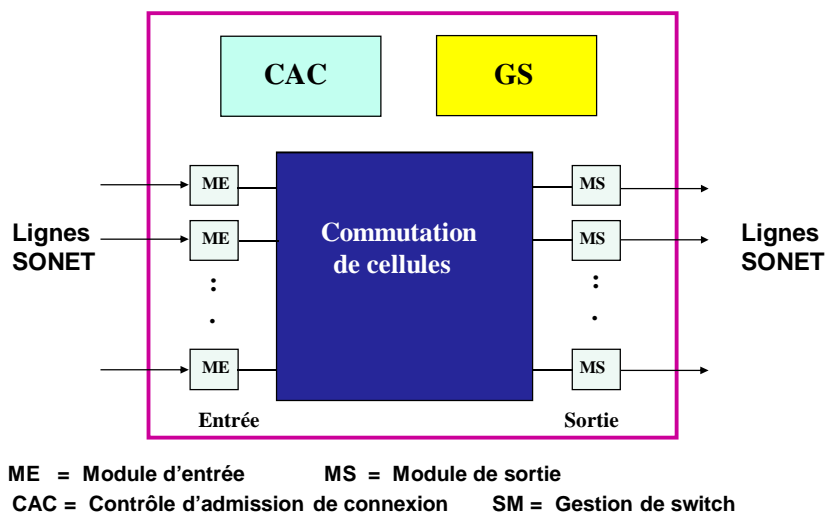 CAC GS
ME MS
Lignes
SONET
ME
Commutation
de cellules
MS
Lignes
SONET
:
.
:
.
ME MS
Entrée Sortie
ME = Module d'entrée MS = Module de sortie
CAC = Contrôle d'admission de connexion SM = Gestion de switch